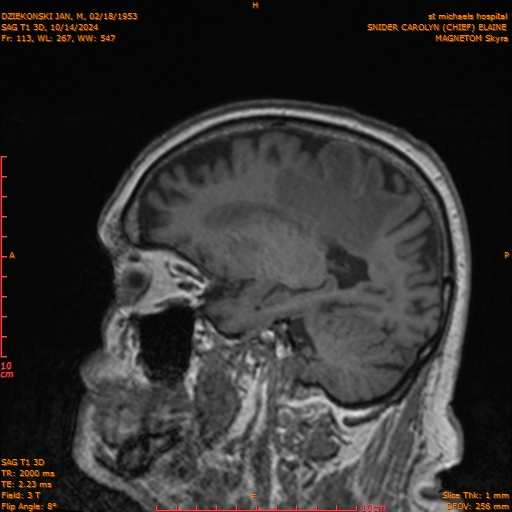 H
DZIEKONSKI JAN, M, 02/18/1953
SAG T1 3D, 10/14/2024
Fr: 113, WL: 267, WW: 547
st michaels hospital
SNIDER CAROLYN (CHIEF) ELAINE
MAGNETOM Skyra
A
P
10
cm
SAG T1 3D
TR: 2000 ms
TE: 2.23 ms
Field: 3 T
Flip Angle: 8°
F
10cm
Slice Thk: 1 mm
DFOV: 256 mm